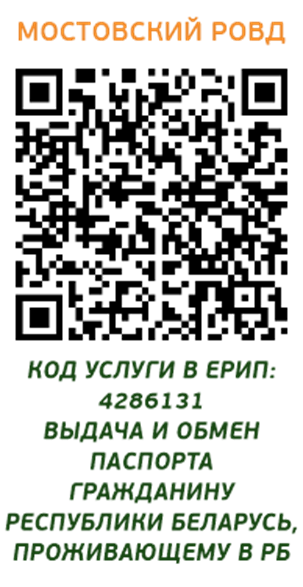 МОСТОВСКИЙ РОВД
КОД УСЛУГИ В ЕРИП:
4286131
ВЫДАЧА И ОБМЕН
ПАСПОРТА
ГРАЖДАНИНУ
РЕСПУБЛИКИ БЕЛАРУСЬ,
ПРОЖИВАЮЩЕМУ В РБ